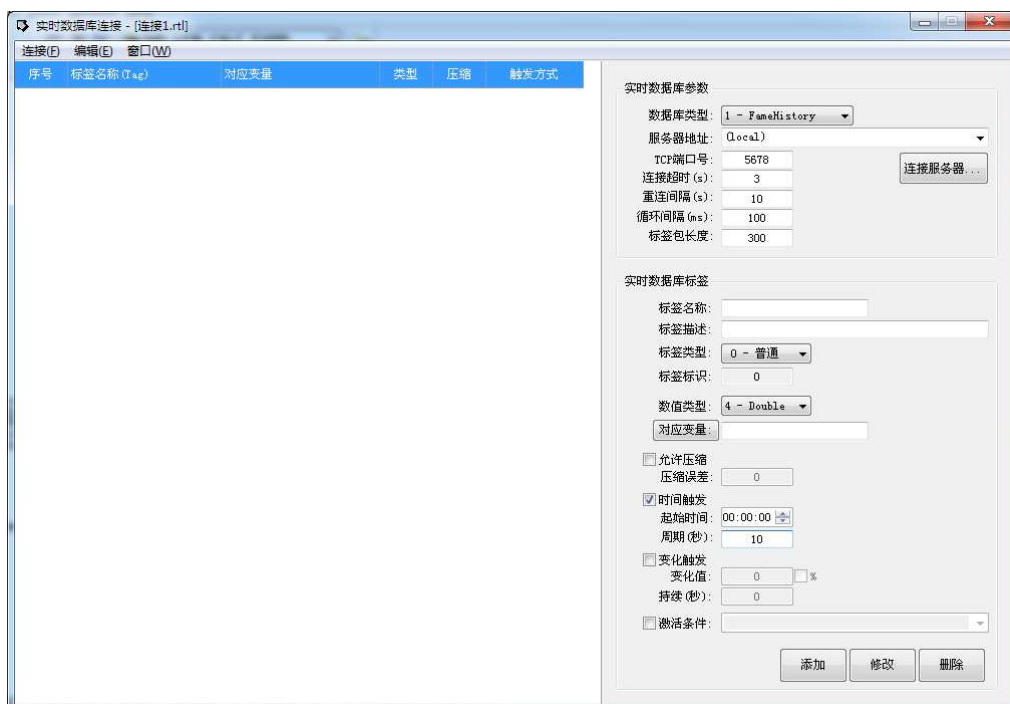 实时数据库连接 - [连接1.rtl]
连接(F) 编辑(E) 窗口(W)
序号 标签名称(Tag) 对应变量 类型 压缩 触发方式
实时数据库参数
数据库类型: 1 - FameHistory
服务器地址: (local)
TCP端口号: 5678
连接服务器...
连接超时(s): 3
重连间隔(s): 10
循环间隔(ms): 100
标签包长度: 300
实时数据库标签
标签名称:
标签描述:
标签类型: 0 - 普通
标签标识: 0
数值类型: 4 - Double
对应变量:
允许压缩
压缩误差: 0
时间触发
起始时间: 00:00:00
周期(秒): 10
变化触发
变化值: 0 %
持续(秒): 0
激活条件:
添加 修改 删除